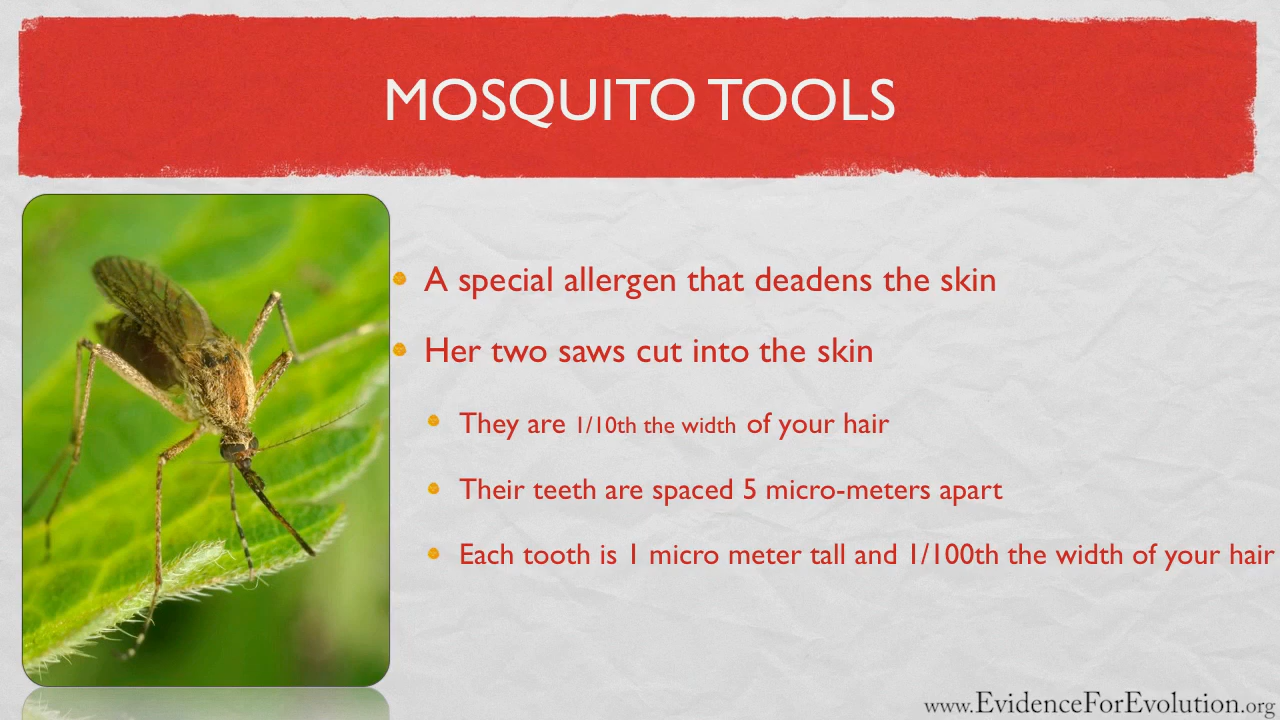 MOSQUITO TOOLS
A special allergen that deadens the skin
Her two saws cut into the skin
They are 1/10th the width of your hair
Their teeth are spaced 5 micro-meters apart
Each tooth is 1 micro meter tall and 1/100th the width of your hair
www.EvidenceForEvolution.org